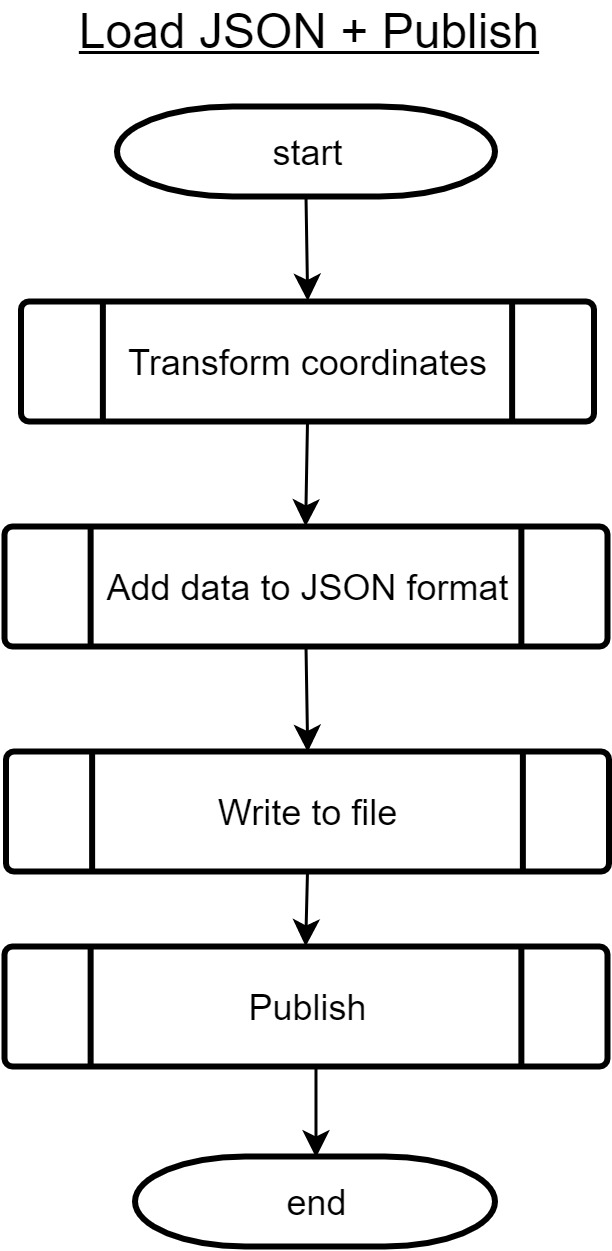 Load JSON + Publish
start
Transform coordinates
Add data to JSON format
Write to file
Publish
end